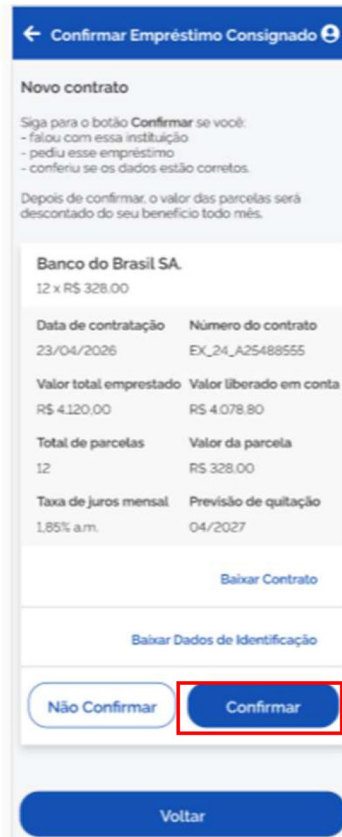 Confirmar Empréstimo Consignado
Novo contrato
Siga para o botão Confirmar se você:
- falou com essa instituição
- pediu esse empréstimo
- conferiu se os dados estão corretos.
Depois de confirmar, o valor das parcelas será
descontado do seu benefício todo mês.
Banco do Brasil SA.
12 x R$ 328,00
Data de contratação Número do contrato
23/04/2026 EX_24_A25488555
Valor total emprestado Valor liberado em conta
R$ 4.120,00 R$ 4.078,80
Total de parcelas Valor da parcela
12 R$ 328,00
Taxa de juros mensal Previsão de quitação
1,85% a.m. 04/2027
Baixar Contrato
Baixar Dados de Identificação
Não Confirmar Confirmar
Voltar